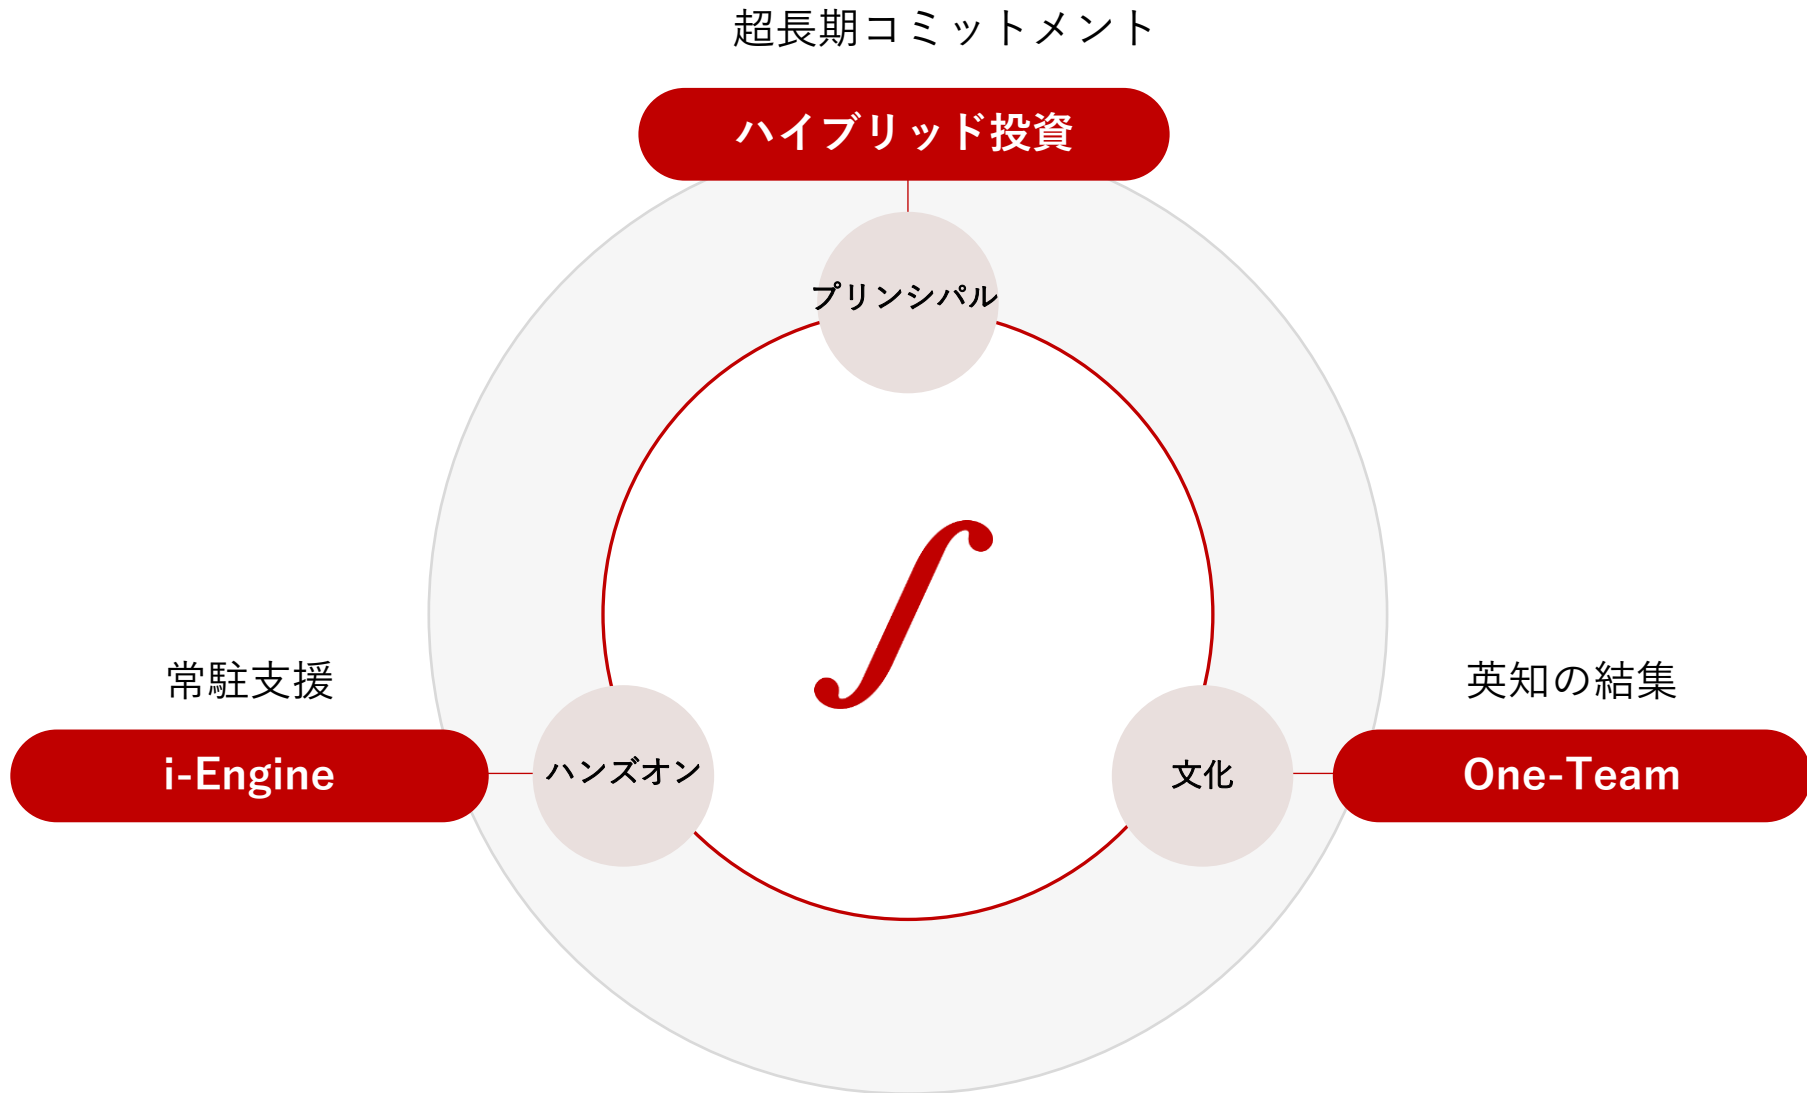 超長期コミットメント
ハイブリッド投資
プリンシパル
∫
常駐支援
i-Engine
ハンズオン
文化
英知の結集
One-Team